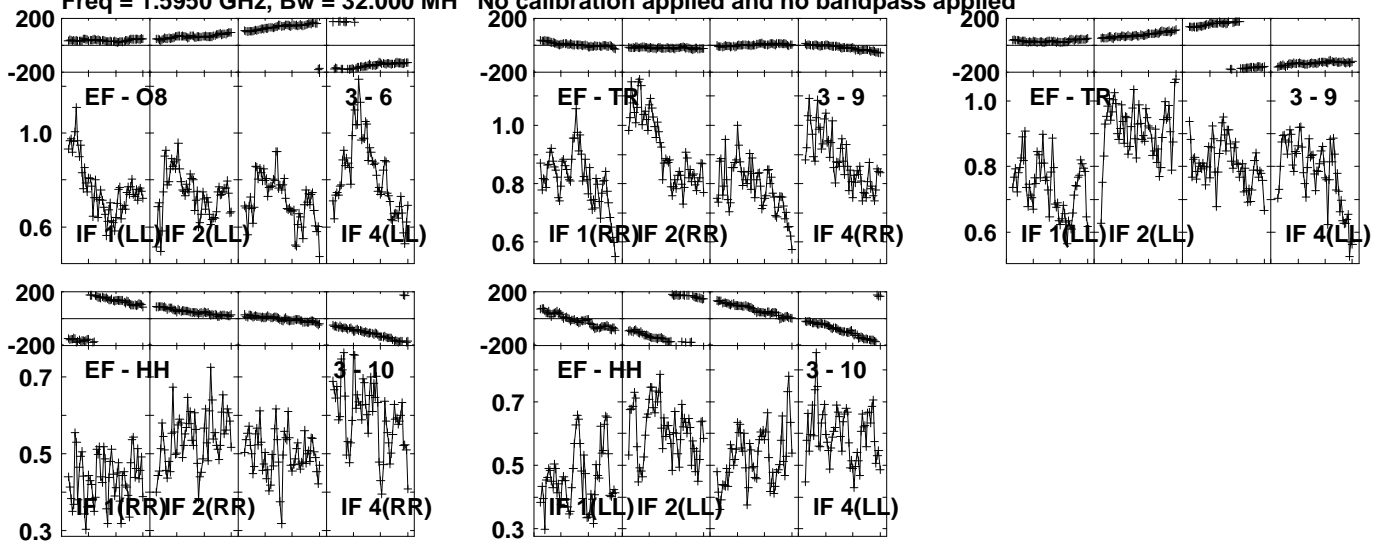 Freq = 1.5950 GHz, Bw = 32.000 MH No calibration applied and no bandpass applied
200
-200
EF - O8 3 - 6
1.0
0.6
IF 1(LL) IF 2(LL) IF 4(LL)
200
-200
EF - TR 3 - 9
1.0
0.8
0.6
IF 1(RR) IF 2(RR) IF 4(RR)
200
-200
EF - TR 3 - 9
1.0
0.8
0.6
IF 1(LL) IF 2(LL) IF 4(LL)
200
-200
EF - HH 3 - 10
0.7
0.5
0.3
IF 1(RR) IF 2(RR) IF 4(RR)
200
-200
EF - HH 3 - 10
0.7
0.5
0.3
IF 1(LL) IF 2(LL) IF 4(LL)